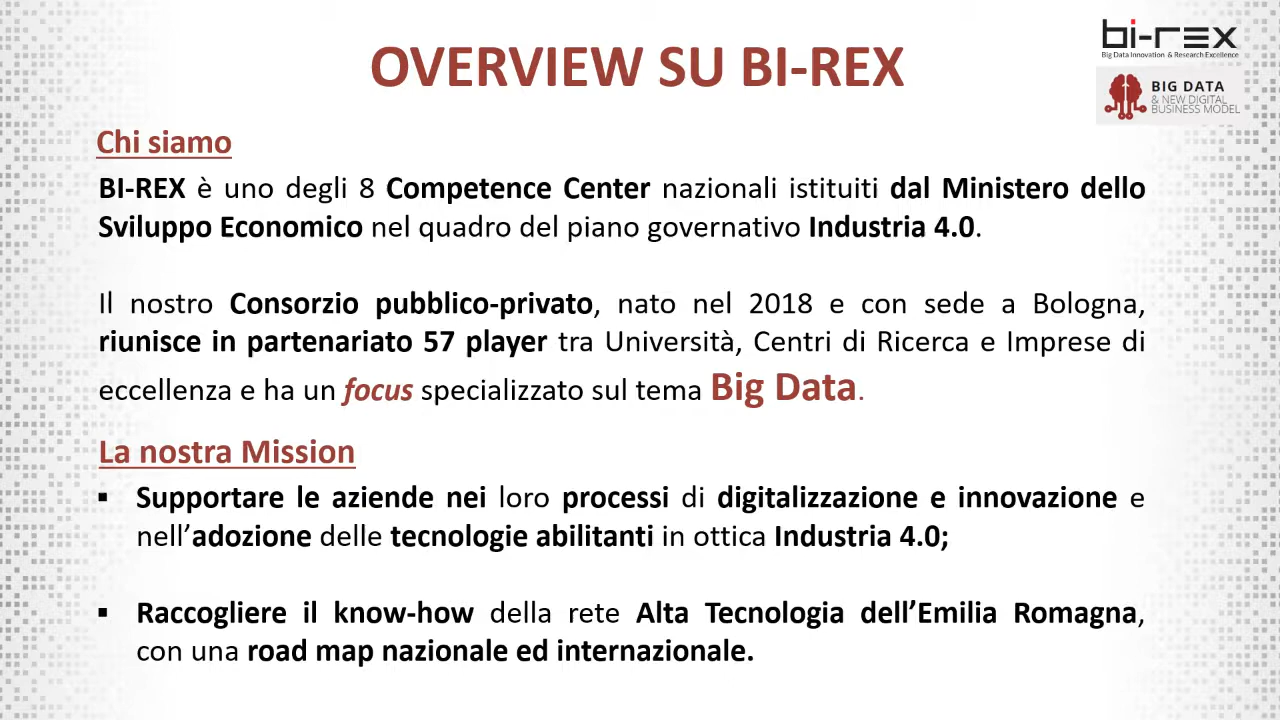 bi-rex
Big Data Innovation & Research Excellence
BIG DATA
& NEW DIGITAL
BUSINESS MODEL
OVERVIEW SU BI-REX
Chi siamo
BI-REX è uno degli 8 Competence Center nazionali istituiti dal Ministero dello
Sviluppo Economico nel quadro del piano governativo Industria 4.0.
Il nostro Consorzio pubblico-privato, nato nel 2018 e con sede a Bologna,
riunisce in partenariato 57 player tra Università, Centri di Ricerca e Imprese di
eccellenza e ha un focus specializzato sul tema Big Data.
La nostra Mission
▪ Supportare le aziende nei loro processi di digitalizzazione e innovazione e
nell’adozione delle tecnologie abilitanti in ottica Industria 4.0;
▪ Raccogliere il know-how della rete Alta Tecnologia dell’Emilia Romagna,
con una road map nazionale ed internazionale.